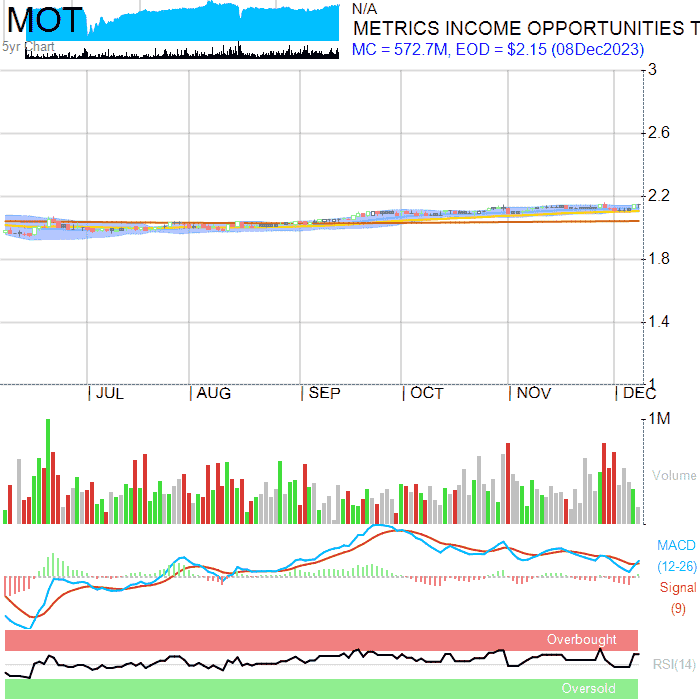 MOT
5yr Chart
N/A
METRICS INCOME OPPORTUNITIES T
MC = 572.7M, EOD = $2.15 (08Dec2023)
3
2.6
2.2
1.8
1.4
1
JUL AUG SEP OCT NOV DEC
1M
Volume
MACD
(12-26)
Signal
(9)
Overbought
RSI(14)
Oversold